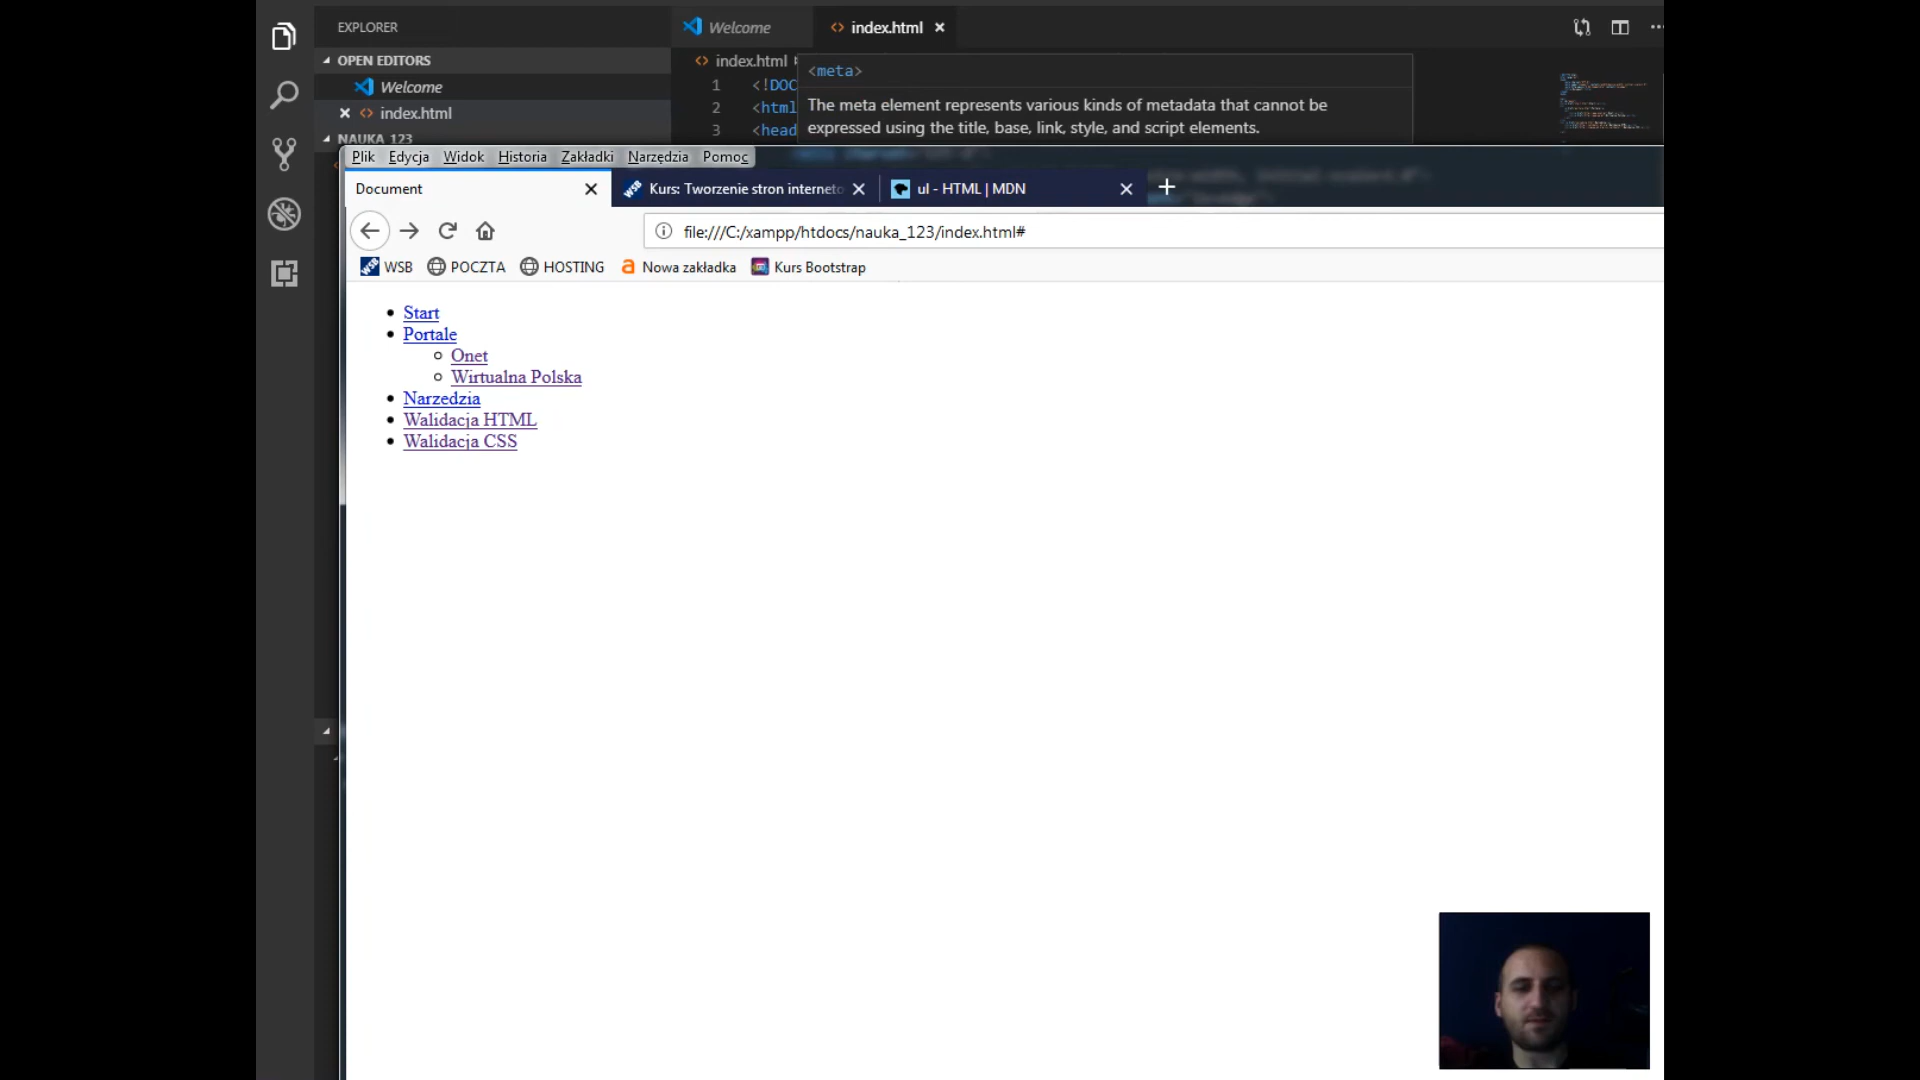 EXPLORER
OPEN EDITORS
Welcome
index.html
NAUKA 123
Welcome
index.html
index.html
1 <!DOC
2 <html
3 <head
<meta>
The meta element represents various kinds of metadata that cannot be
expressed using the title, base, link, style, and script elements.
Plik Edycja Widok Historia Zakładki Narzędzia Pomoc
Document
WSB Kurs: Tworzenie stron interneto
ul - HTML | MDN
file:///C:/xampp/htdocs/nauka_123/index.html#
WSB WSB POCZTA HOSTING Nowa zakładka Kurs Bootstrap
Start
Portale
Onet
Wirtualna Polska
Narzedzia
Walidacja HTML
Walidacja CSS